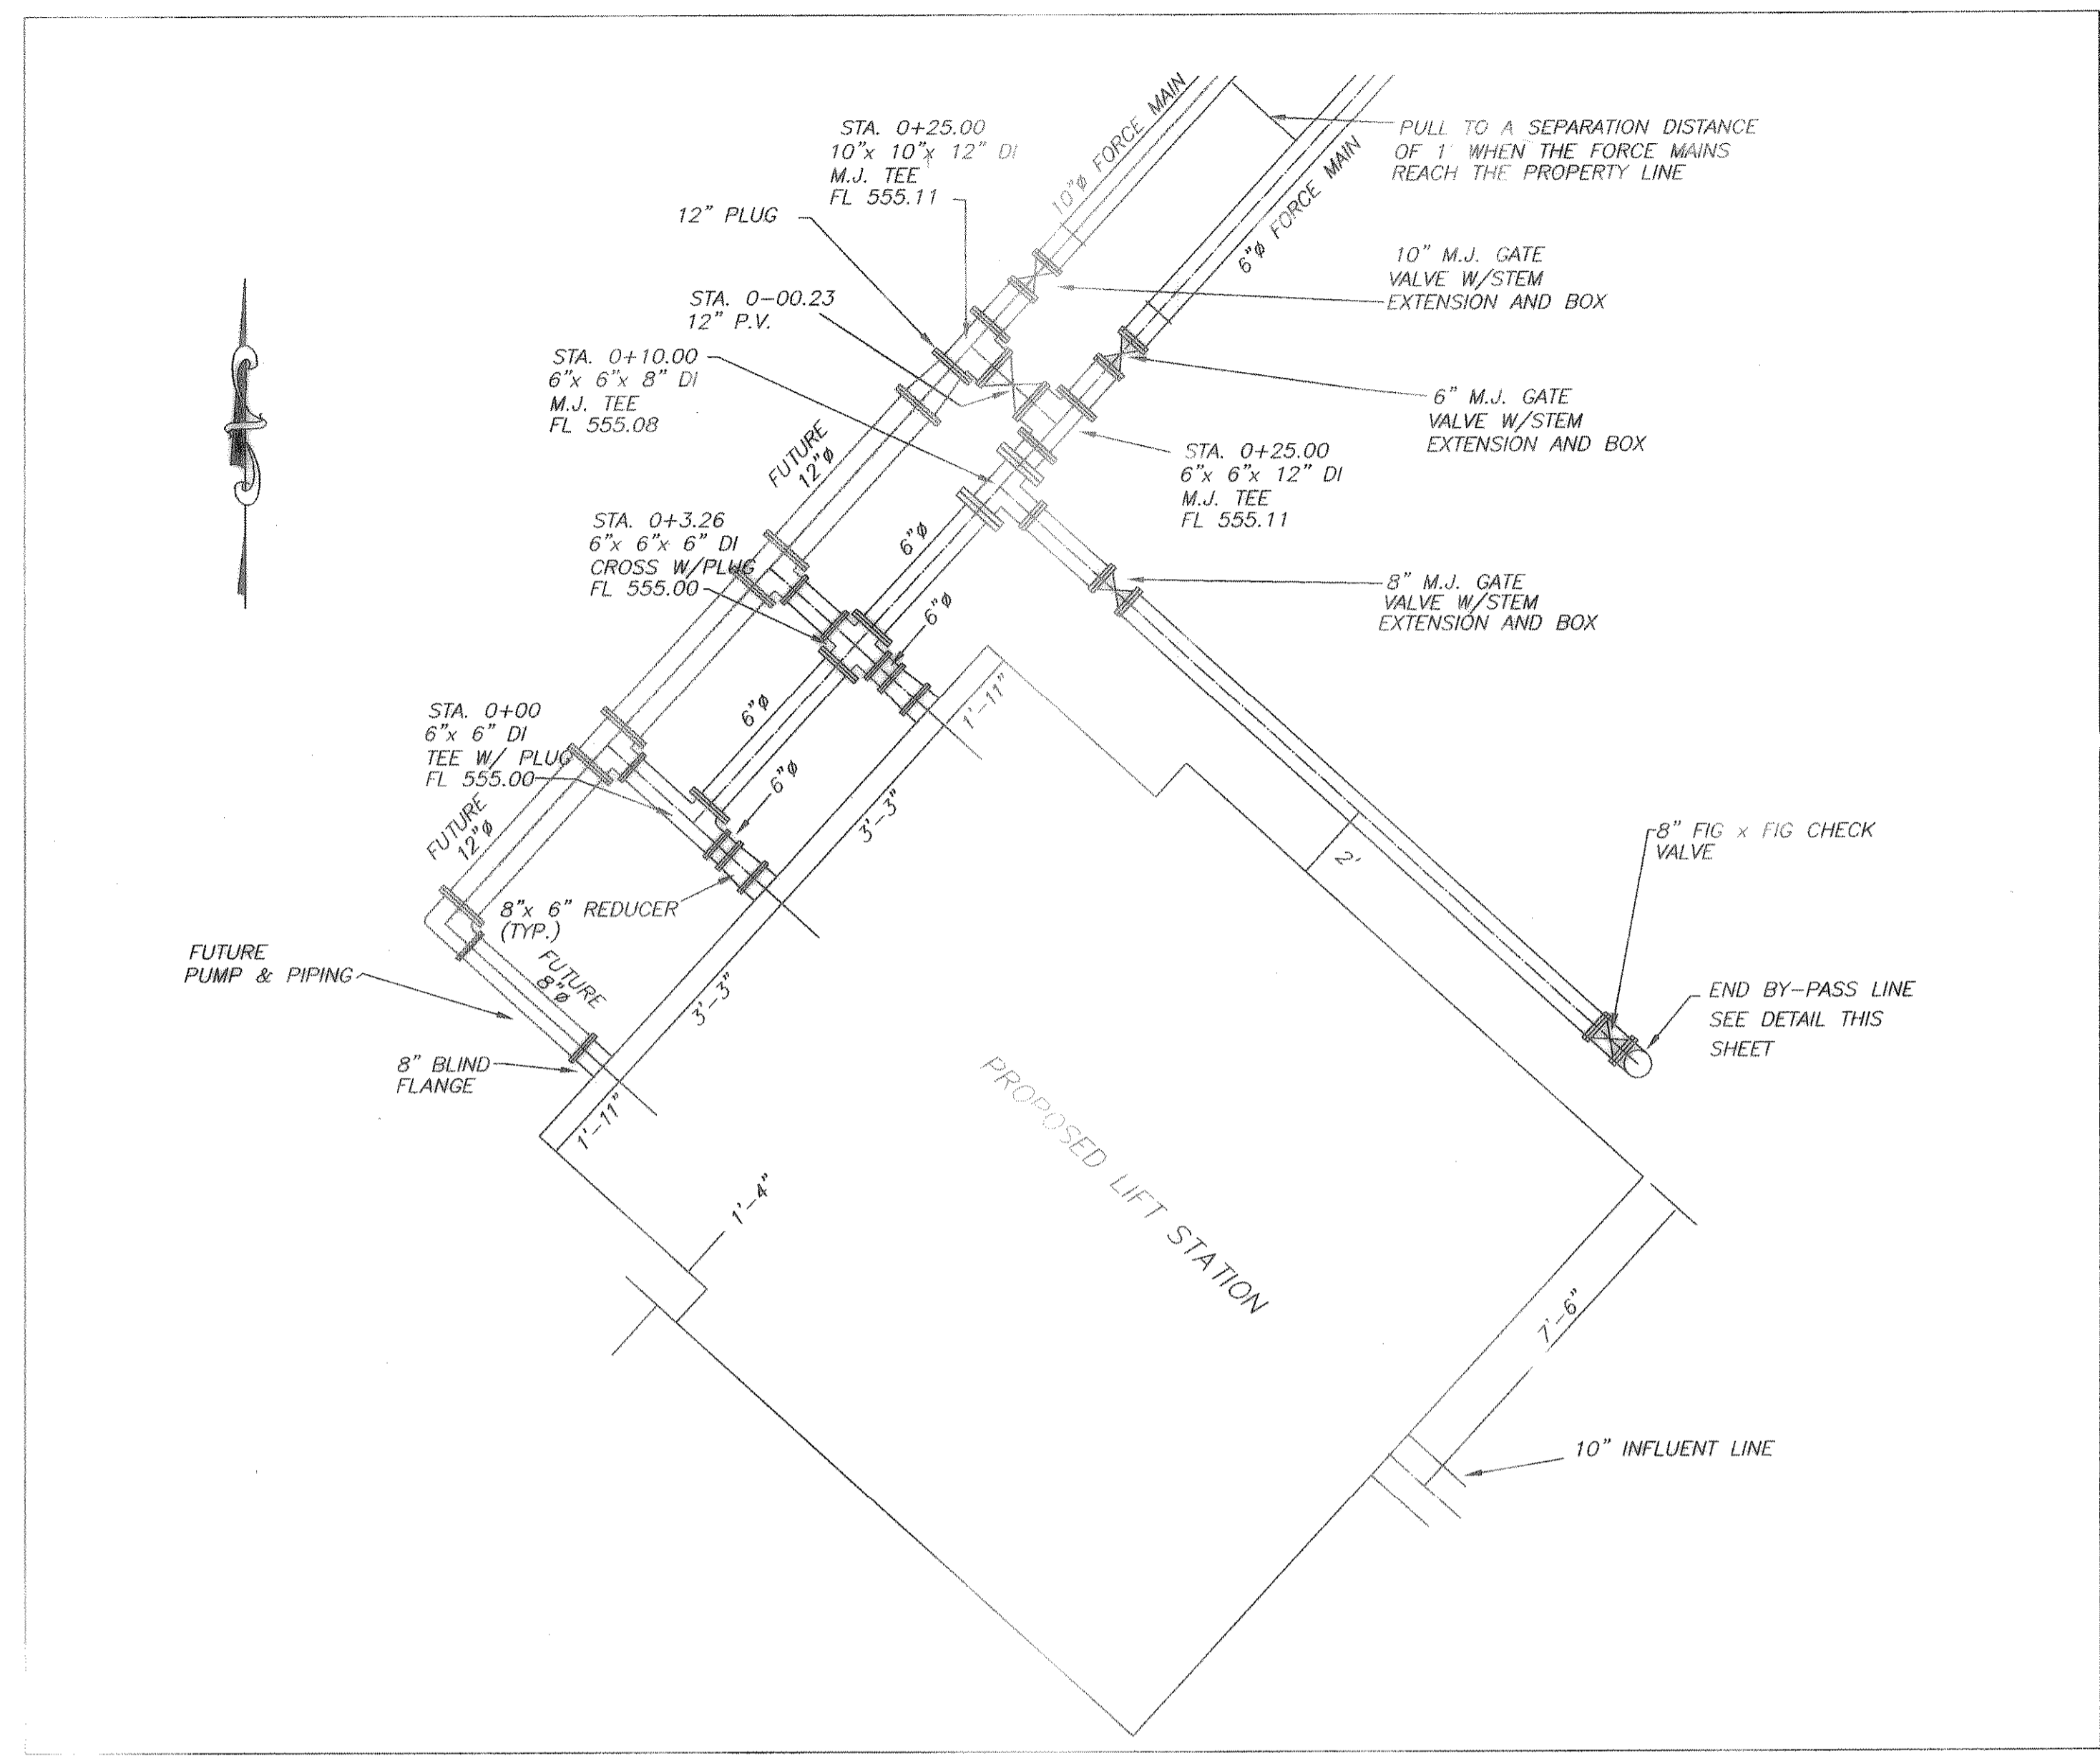 STA. 0+25.00
10"x 10"x 12" DI
M.J. TEE
FL 555.11
12" PLUG
STA. 0-00.23
12" P.V.
STA. 0+10.00
6"x 6"x 8" DI
M.J. TEE
FL 555.08
10"ø FORCE MAIN
6"ø FORCE MAIN
PULL TO A SEPARATION DISTANCE
OF 1' WHEN THE FORCE MAINS
REACH THE PROPERTY LINE
10" M.J. GATE
VALVE W/STEM
EXTENSION AND BOX
6" M.J. GATE
VALVE W/STEM
EXTENSION AND BOX
STA. 0+25.00
6"x 6"x 12" DI
M.J. TEE
FL 555.11
FUTURE
12"ø
STA. 0+3.26
6"x 6"x 6" DI
CROSS W/PLUG
FL 555.00
6"ø
6"ø
8" M.J. GATE
VALVE W/STEM
EXTENSION AND BOX
1'-11"
STA. 0+00
6"x 6" DI
TEE W/ PLUG
FL 555.00
6"ø
6"ø
3'-3"
FUTURE
12"ø
2'
8" FIG x FIG CHECK
VALVE
8"x 6" REDUCER
(TYP.)
FUTURE
PUMP & PIPING
FUTURE
8"ø
3'-3"
END BY-PASS LINE
SEE DETAIL THIS
SHEET
8" BLIND
FLANGE
1'-11"
1'-4"
PROPOSED LIFT STATION
7'-6"
10" INFLUENT LINE